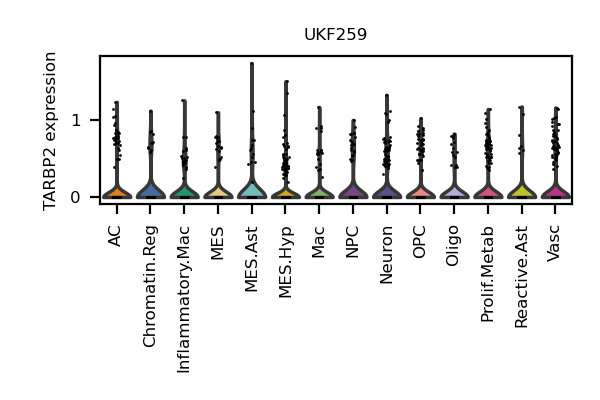 UKF259
TARBP2 expression
1
0
AC
Chromatin.Reg
Inflammatory.Mac
MES
MES.Ast
MES.Hyp
Mac
NPC
Neuron
OPC
Oligo
Prolif.Metab
Reactive.Ast
Vasc